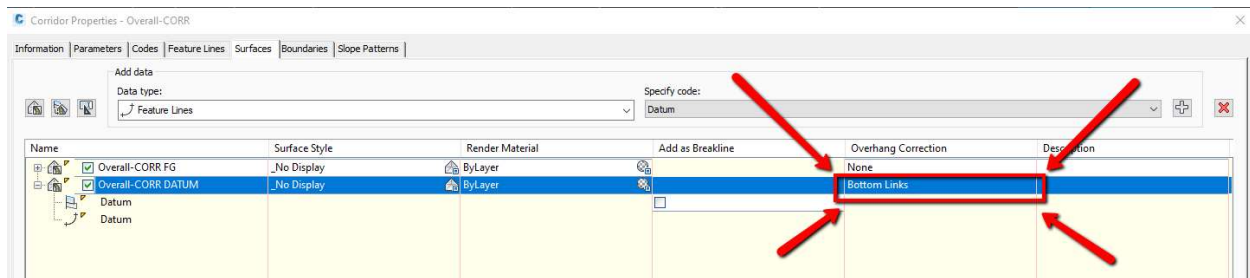 Corridor Properties - Overall-CORR
Information Parameters Codes Feature Lines Surfaces Boundaries Slope Patterns
Add data
Data type: Specify code:
Feature Lines Datum
Name Surface Style Render Material Add as Breakline Overhang Correction Description
Overall-CORR FG _No Display ByLayer None
Overall-CORR DATUM _No Display ByLayer Bottom Links
Datum
Datum